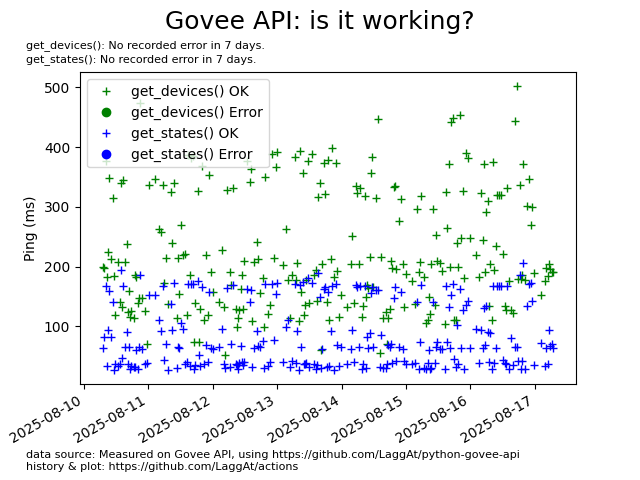 Govee API: is it working?
get_devices(): No recorded error in 7 days.
get_states(): No recorded error in 7 days.
get_devices() OK
get_devices() Error
get_states() OK
get_states() Error
Ping (ms)
500
400
300
200
100
2025-08-10
2025-08-11
2025-08-12
2025-08-13
2025-08-14
2025-08-15
2025-08-16
2025-08-17
data source: Measured on Govee API, using https://github.com/LaggAt/python-govee-api
history & plot: https://github.com/LaggAt/actions